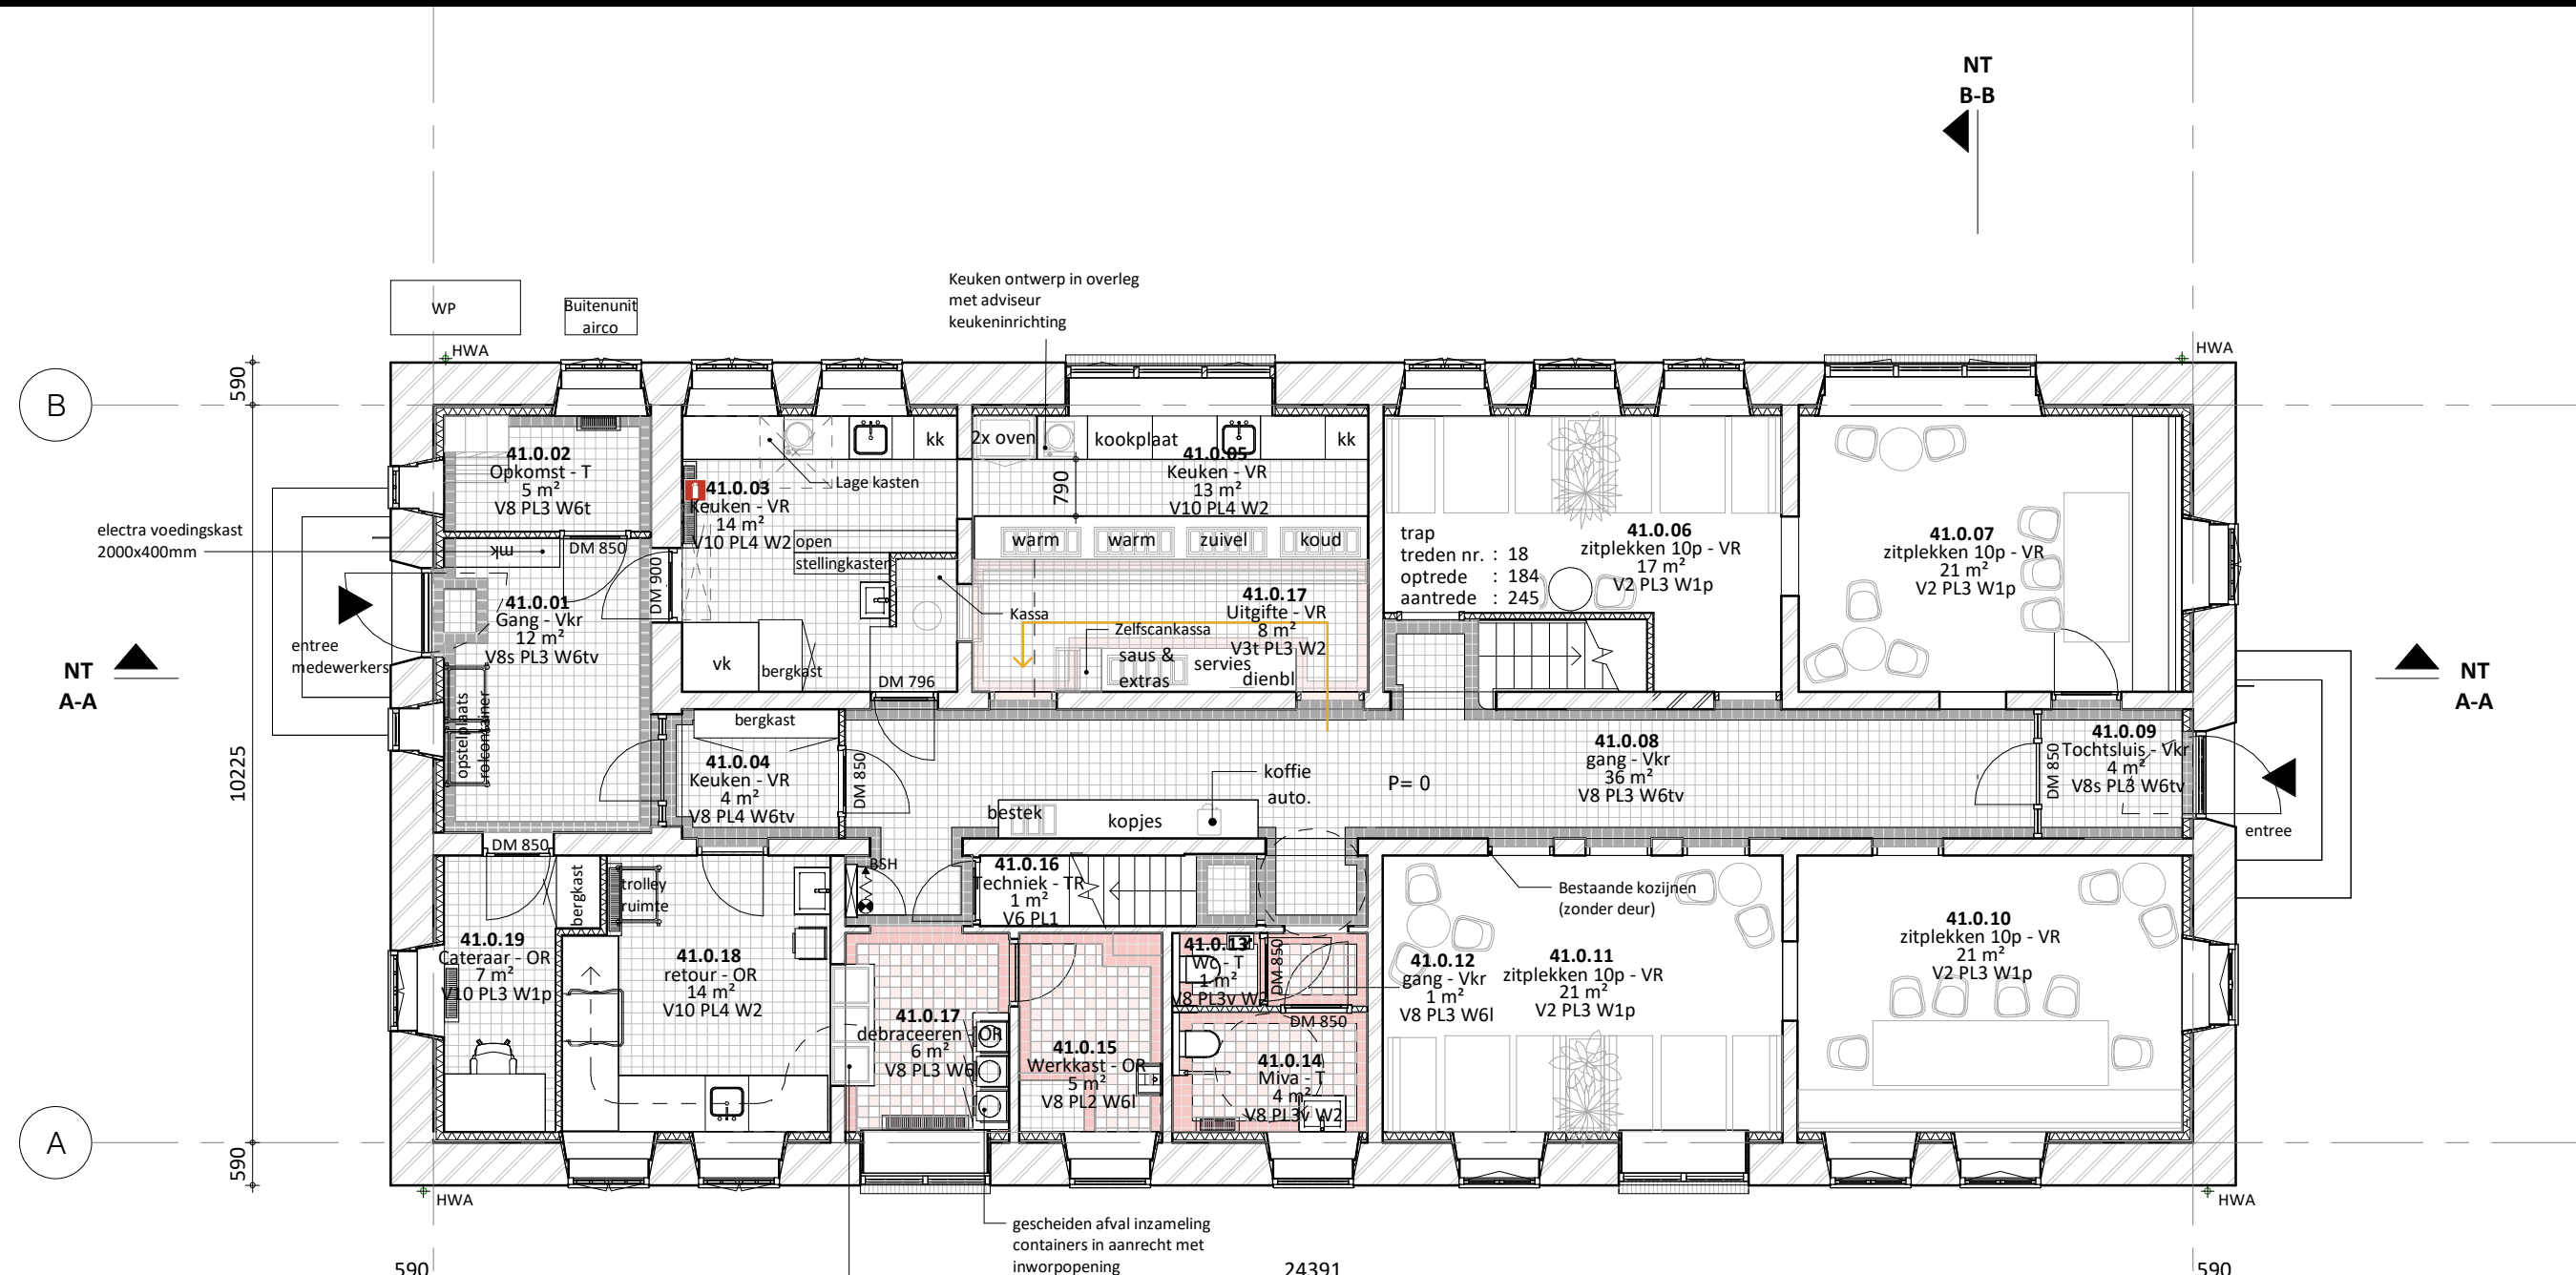 NT
B-B
Keuken ontwerp in overleg
met adviseur
keukeninrichting
WP
Buitenunit
airco
HWA
HWA
590
B
41.0.02
Opkomst - T
5 m²
V8 PL3 W6t
kk
Lage kasten
41.0.03
Keuken - VR
14 m²
V10 PL4 W2
open
stellingkasten
2x oven
kookplaat
kk
41.0.05
Keuken - VR
13 m²
V10 PL4 W2
790
warm
warm
zuivel
koud
trap
treden nr. : 18
optrede : 184
aantrede : 245
41.0.06
zitplekken 10p - VR
17 m²
V2 PL3 W1p
41.0.07
zitplekken 10p - VR
21 m²
V2 PL3 W1p
electra voedingskast
2000x400mm
mk
DM 850
DM 900
41.0.01
Gang - Vkr
12 m²
V8s PL3 W6tv
entree
medewerkers
NT
A-A
Kassa
Zelfscankassa
41.0.17
Uitgifte - VR
8 m²
V3t PL3 W2
saus &
extras
servies
dienbl
vk
bergkast
DM 796
NT
A-A
opstelplaats
rolcontainer
bergkast
41.0.04
Keuken - VR
4 m²
V8 PL4 W6tv
DM 850
koffie
auto.
bestek
kopjes
P= 0
41.0.08
gang - Vkr
36 m²
V8 PL3 W6tv
DM 850
41.0.09
Tochtsluis - Vkr
4 m²
V8s PL3 W6tv
entree
10225
DM 850
bergkast
trolley
ruimte
BSH
41.0.16
Techniek - TR
1 m²
V6 PL1
Bestaande kozijnen
(zonder deur)
41.0.19
Cateraar - OR
7 m²
V10 PL3 W1p
41.0.18
retour - OR
14 m²
V10 PL4 W2
41.0.17
debraceeren - OR
6 m²
V8 PL3 W6l
41.0.15
Werkkast - OR
5 m²
V8 PL2 W6l
41.0.13
Wc - T
1 m²
V8 PL3v W2
DM 850
DM 850
41.0.14
Miva - T
4 m²
V8 PL3v W2
41.0.12
gang - Vkr
1 m²
V8 PL3 W6l
41.0.11
zitplekken 10p - VR
21 m²
V2 PL3 W1p
41.0.10
zitplekken 10p - VR
21 m²
V2 PL3 W1p
A
590
HWA
HWA
gescheiden afval inzameling
containers in aanrecht met
inworpopening
590
24391
590